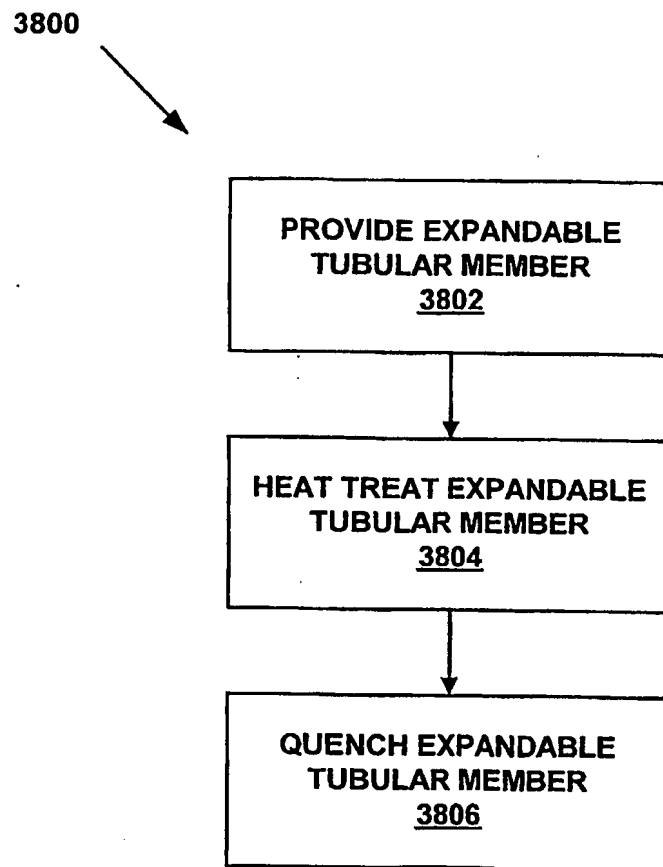 3800
PROVIDE EXPANDABLE
TUBULAR MEMBER
3802
HEAT TREAT EXPANDABLE
TUBULAR MEMBER
3804
QUENCH EXPANDABLE
TUBULAR MEMBER
3806